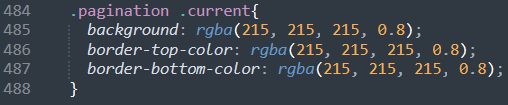 484 .pagination .current{
485 background: rgba(215, 215, 215, 0.8);
486 border-top-color: rgba(215, 215, 215, 0.8);
487 border-bottom-color: rgba(215, 215, 215, 0.8);
488 }